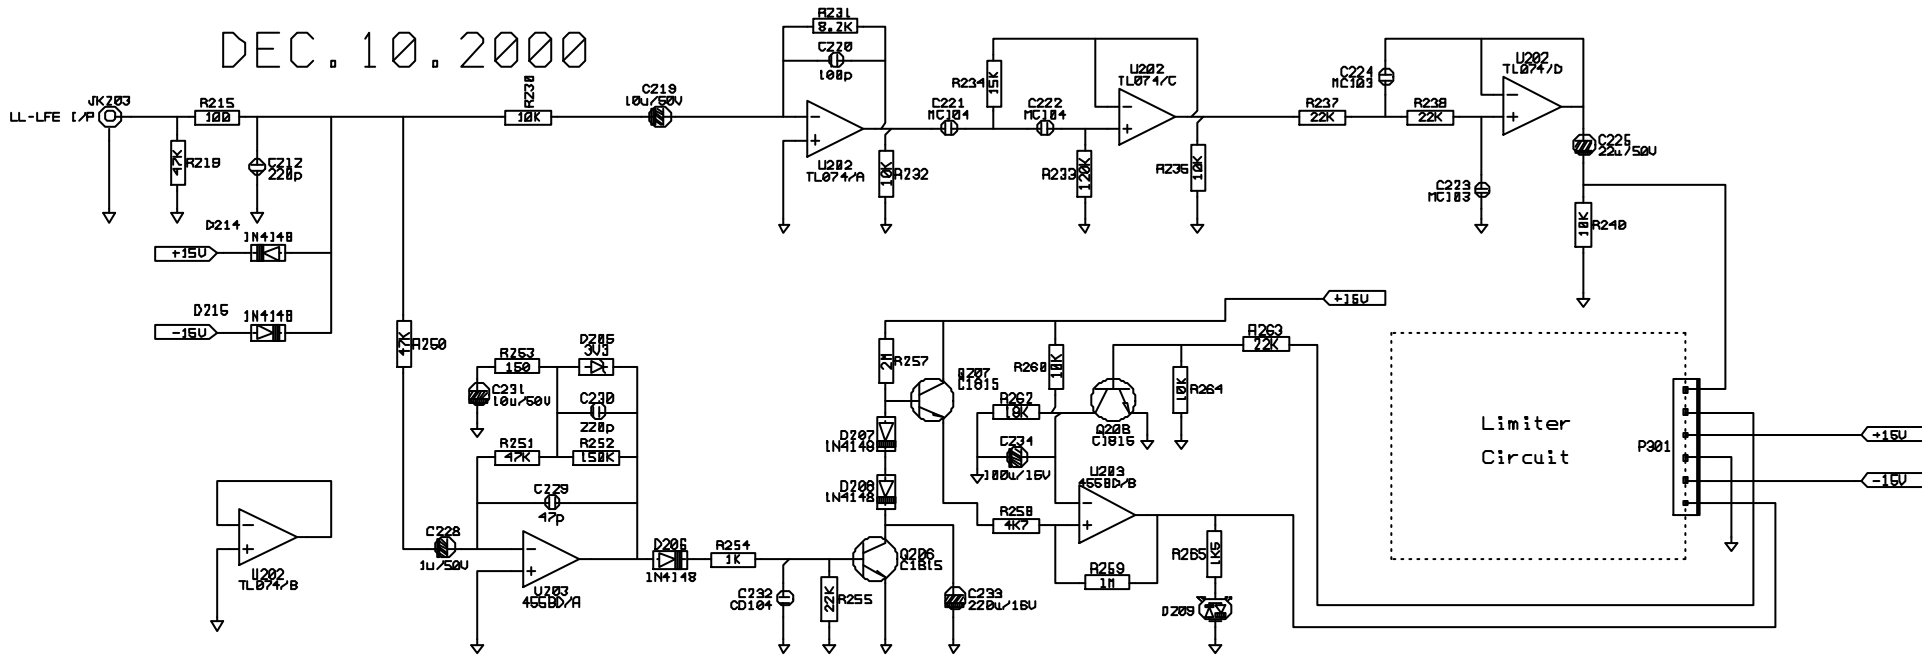 DEC.10.2000
LL-LFE I/P
JK203
R215
100
R219
47K
C212
220p
D214
1N4148
+15V
D215
1N4148
-15V
R230
10K
C219
10u/50V
R231
8.2K
C220
100p
U202
TL074/A
R232
10K
C221
MC104
R234
15K
C222
MC104
R233
120K
U202
TL074/C
R235
10K
R237
22K
C224
MC103
R238
22K
C223
MC103
U202
TL074/D
C225
22u/50V
R240
10K
R250
47K
R253
150
D205
3V3
C231
10u/50V
C230
220p
R251
47K
R252
150K
C229
47p
C228
1u/50V
U203
4558D/A
U202
TL074/B
D206
1N4148
R254
1K
C232
CD104
R255
22K
Q206
C1815
C233
220u/16V
R257
2M
D207
1N4148
D208
1N4148
Q207
C1815
+15V
R260
10K
R262
10K
C234
100u/16V
Q208
C1815
R263
22K
R264
10K
R258
4K7
U203
4558D/B
R259
1M
R265
1K5
D209
Limiter
Circuit
P301
+15V
-15V